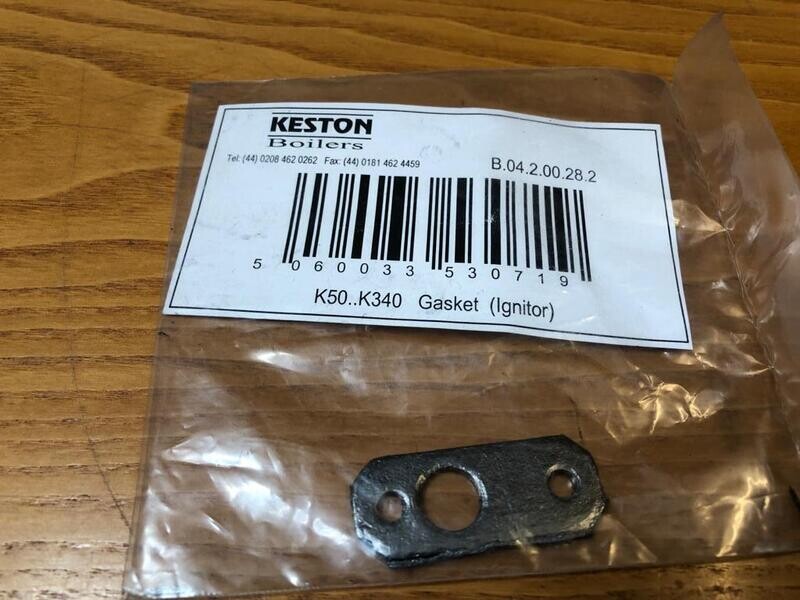 KESTON
Boilers
Tel: (44) 0208 462 0262 Fax: (44) 0181 462 4459
B.04.2.00.28.2
5 060033 530719
K50..K340 Gasket (Ignitor)